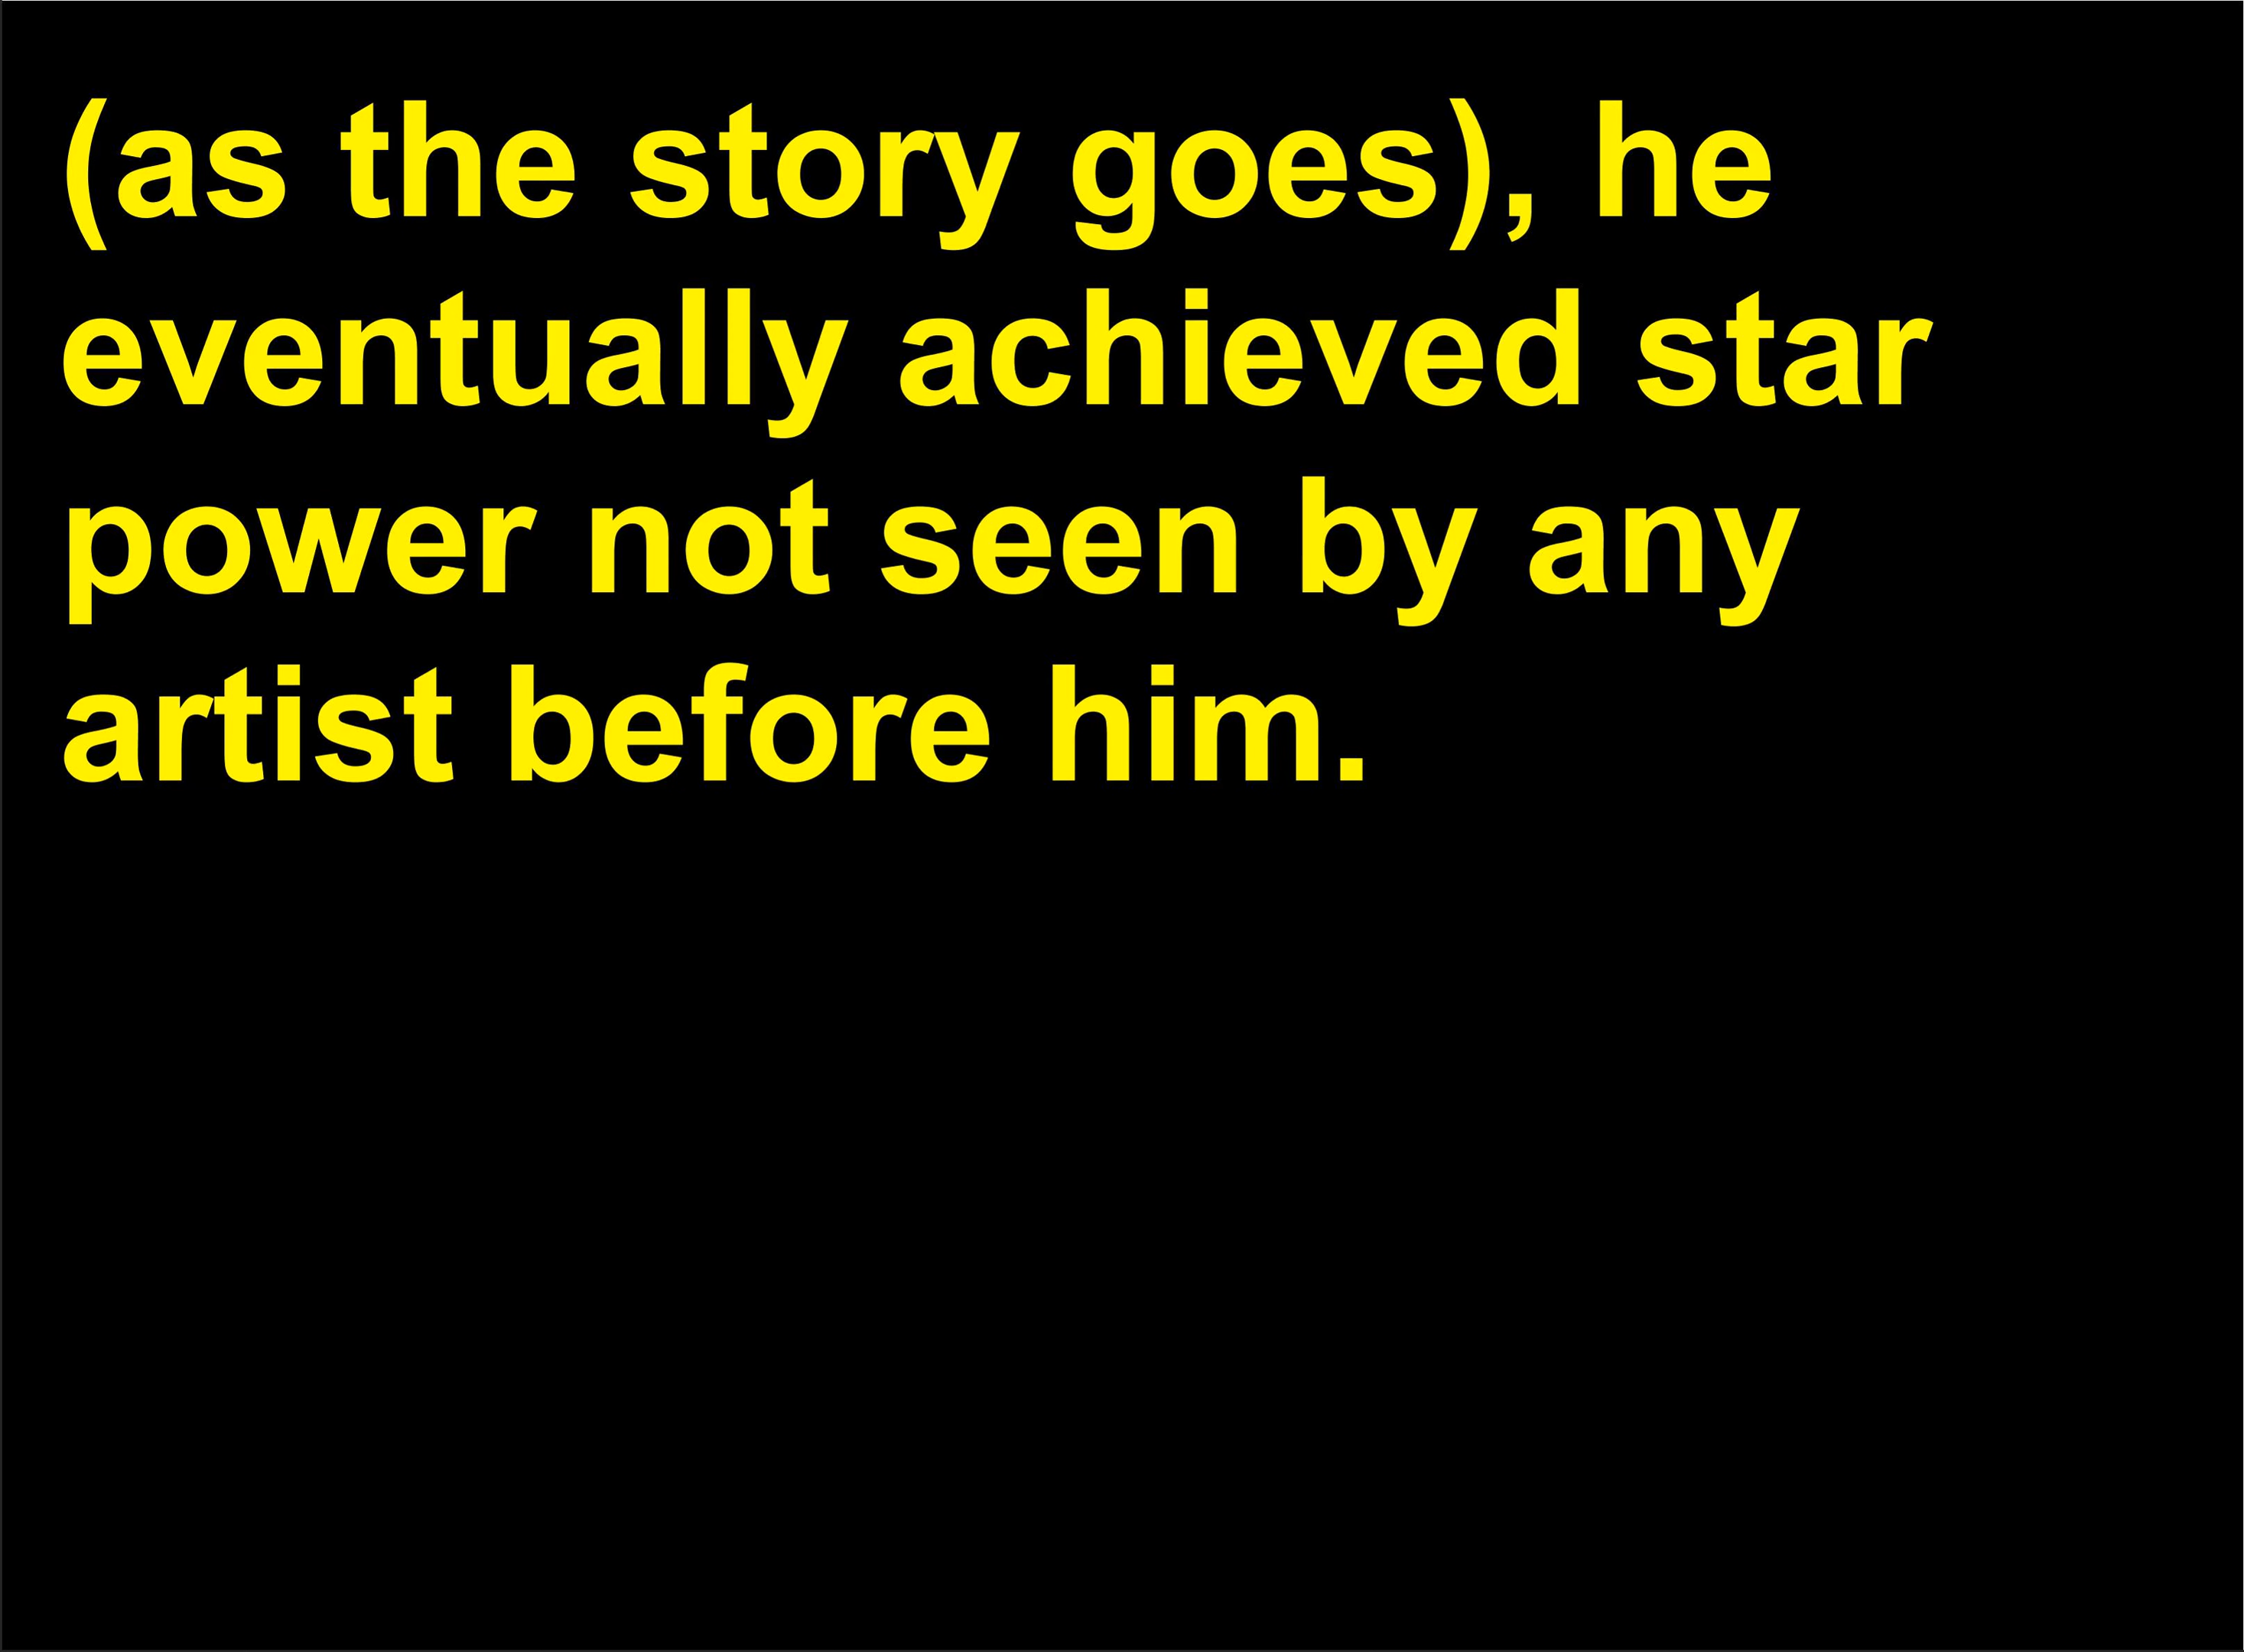 (as the story goes), he
eventually achieved star
power not seen by any
artist before him.